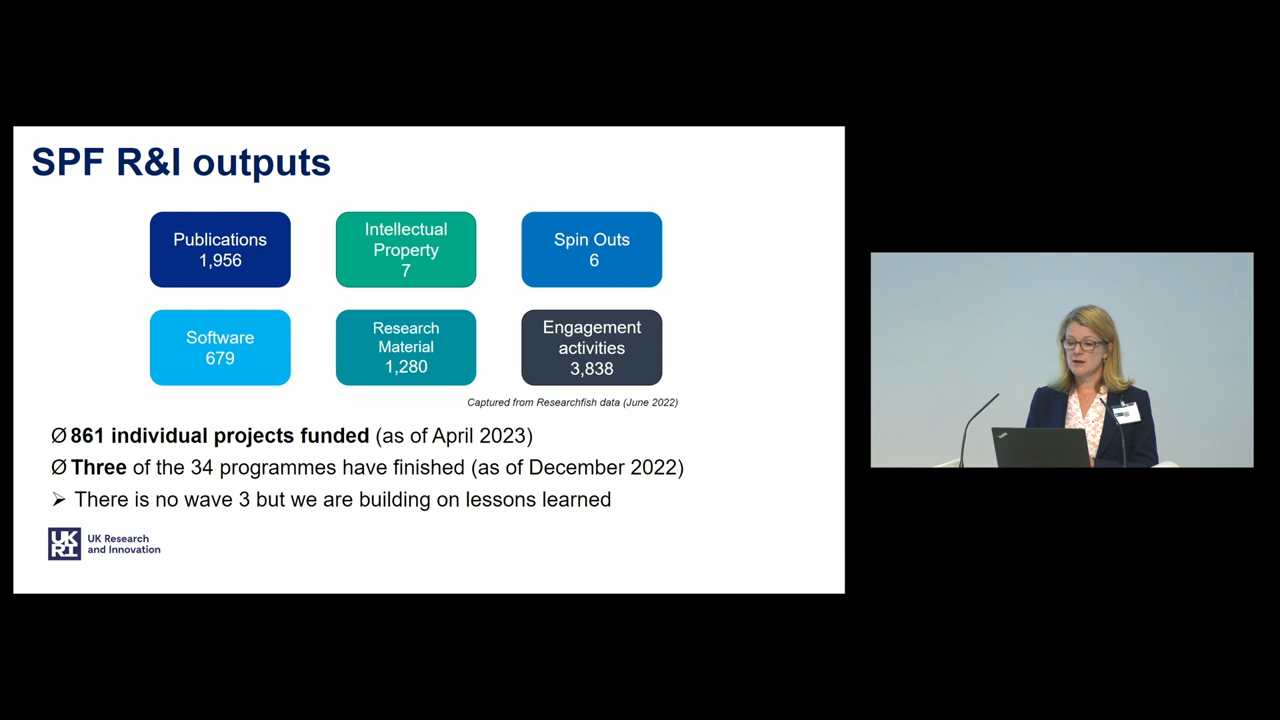 SPF R&I outputs
Publications
1,956
Intellectual
Property
7
Spin Outs
6
Software
679
Research
Material
1,280
Engagement
activities
3,838
Captured from Researchfish data (June 2022)
Ø 861 individual projects funded (as of April 2023)
Ø Three of the 34 programmes have finished (as of December 2022)
➢ There is no wave 3 but we are building on lessons learned
UK
RI
UK Research
and Innovation